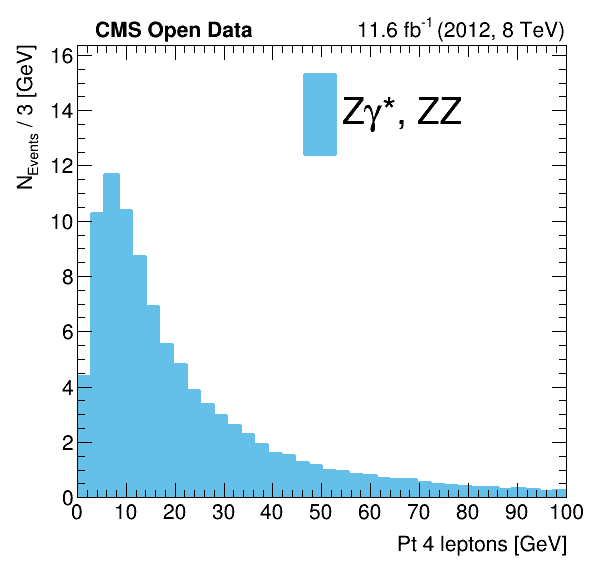 CMS Open Data
11.6 fb⁻¹ (2012, 8 TeV)
N_Events / 3 [GeV]
16
14
12
10
8
6
4
2
0
Zγ*, ZZ
0 10 20 30 40 50 60 70 80 90 100
Pt 4 leptons [GeV]